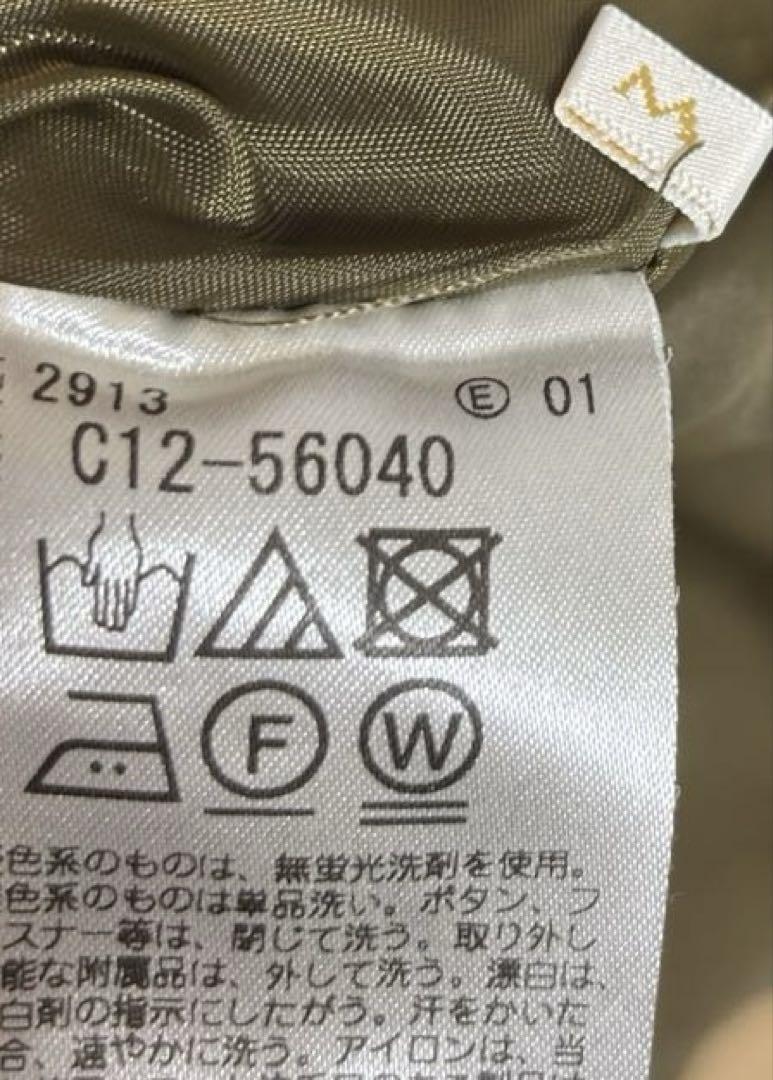 M
2913 Ⓔ 01
C12-56040
F W
色系のものは、無蛍光洗剤を使用。
色系のものは単品洗い。ボタン、フ
スナー等は、閉じて洗う。取り外し
能な附属品は、外して洗う。漂白は、
白剤の指示にしたがう。汗をかいた
合、速やかに洗う。アイロンは、当